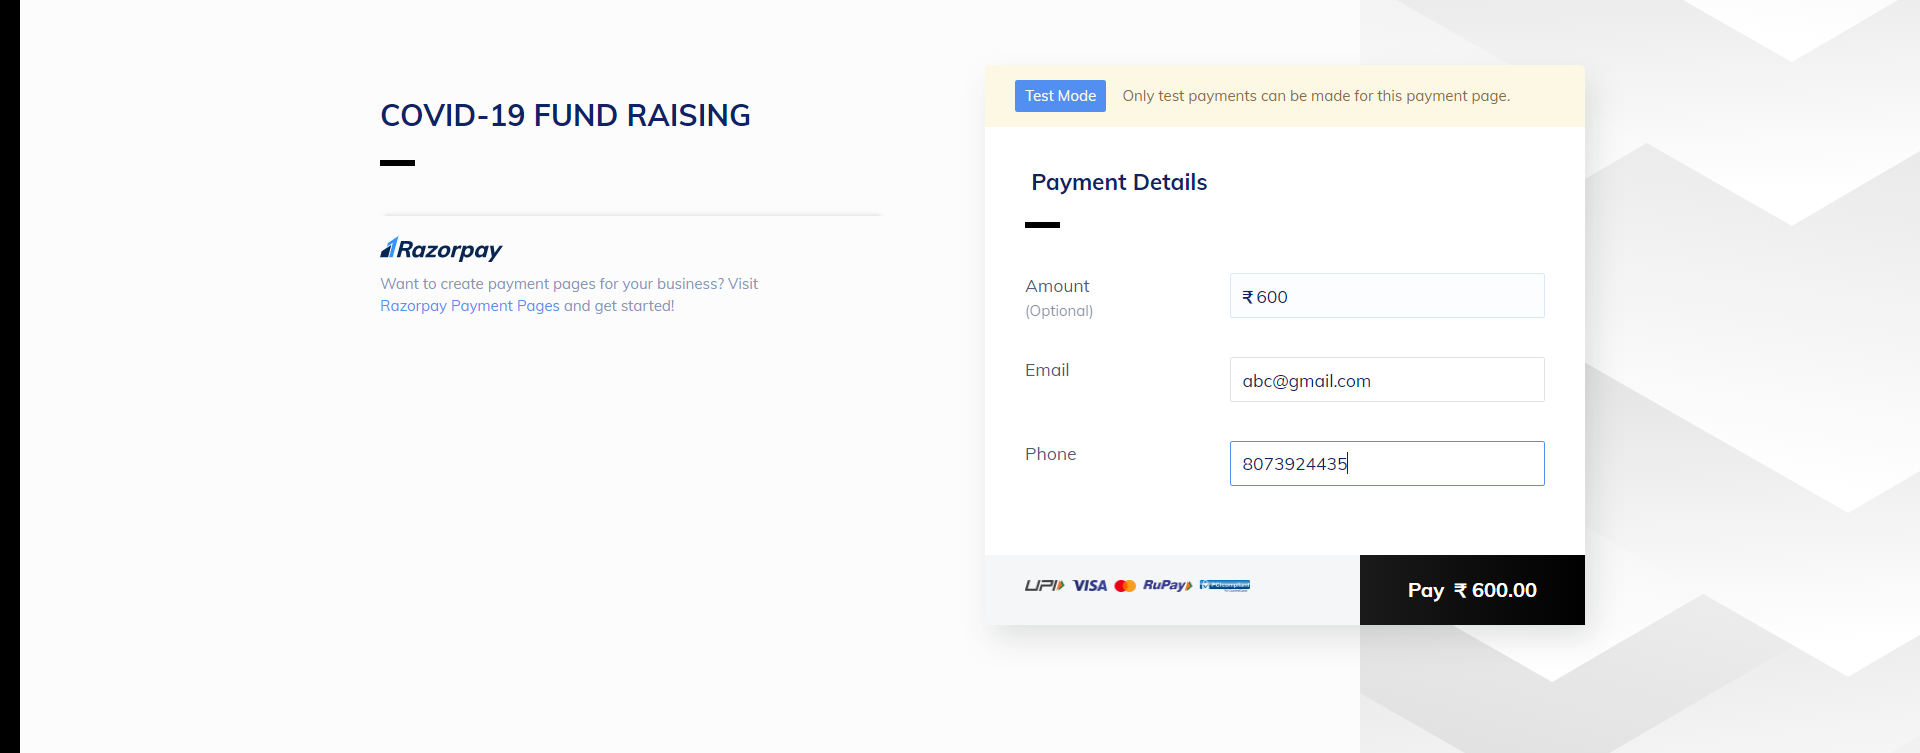 COVID-19 FUND RAISING
Razorpay
Want to create payment pages for your business? Visit
Razorpay Payment Pages and get started!
Test Mode Only test payments can be made for this payment page.
Payment Details
Amount
(Optional)
₹ 600
Email
abc@gmail.com
Phone
8073924435
UPI VISA RuPay PCI compliant
Pay ₹ 600.00